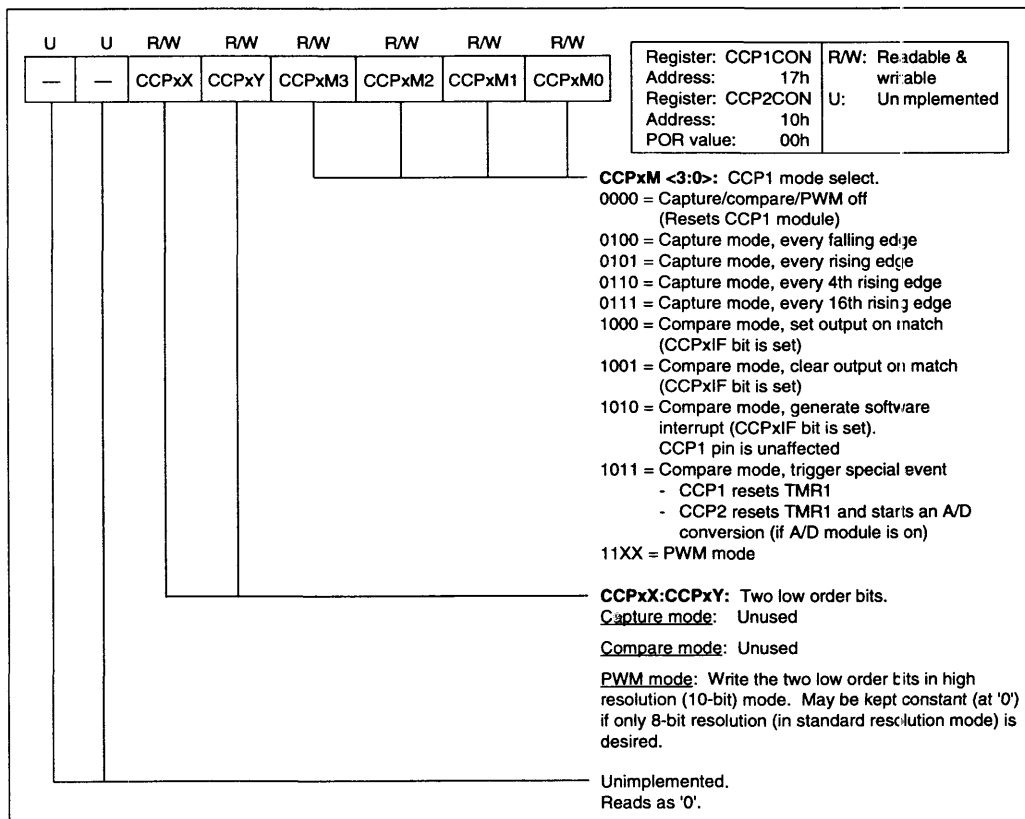 U U R/W R/W R/W R/W R/W R/W
— — CCPxX CCPxY CCPxM3 CCPxM2 CCPxM1 CCPxM0
Register: CCP1CON R/W: Readable &
Address: 17h writable
Register: CCP2CON U: Unimplemented
Address: 10h
POR value: 00h
CCPxM <3:0>: CCP1 mode select.
0000 = Capture/compare/PWM off
(Resets CCP1 module)
0100 = Capture mode, every falling edge
0101 = Capture mode, every rising edge
0110 = Capture mode, every 4th rising edge
0111 = Capture mode, every 16th rising edge
1000 = Compare mode, set output on match
(CCPxIF bit is set)
1001 = Compare mode, clear output on match
(CCPxIF bit is set)
1010 = Compare mode, generate software
interrupt (CCPxIF bit is set).
CCP1 pin is unaffected
1011 = Compare mode, trigger special event
- CCP1 resets TMR1
- CCP2 resets TMR1 and starts an A/D
conversion (if A/D module is on)
11XX = PWM mode
CCPxX:CCPxY: Two low order bits.
Capture mode: Unused
Compare mode: Unused
PWM mode: Write the two low order bits in high
resolution (10-bit) mode. May be kept constant (at '0')
if only 8-bit resolution (in standard resolution mode) is
desired.
Unimplemented.
Reads as '0'.